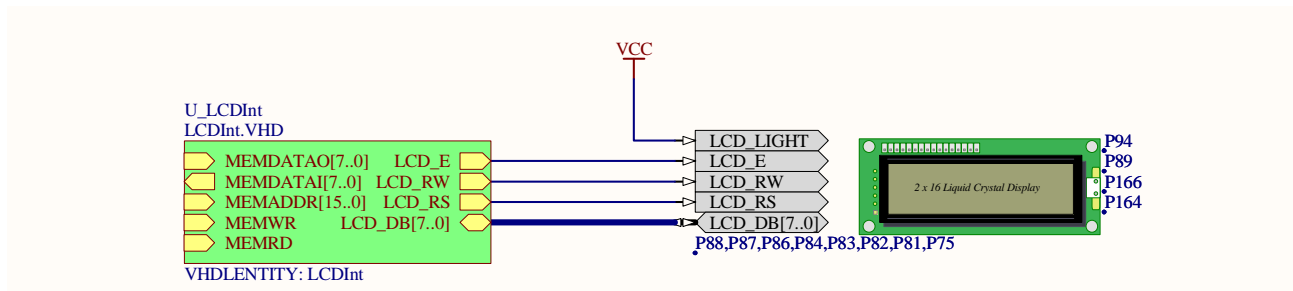 VCC
U_LCDInt
LCDInt.VHD
MEMDATAO[7..0] LCD_E
MEMDATAI[7..0] LCD_RW
MEMADDR[15..0] LCD_RS
MEMWR LCD_DB[7..0]
MEMRD
VHDLENTITY: LCDInt
LCD_LIGHT
LCD_E
LCD_RW
LCD_RS
LCD_DB[7..0]
P88,P87,P86,P84,P83,P82,P81,P75
2 x 16 Liquid Crystal Display
P94
P89
P166
P164